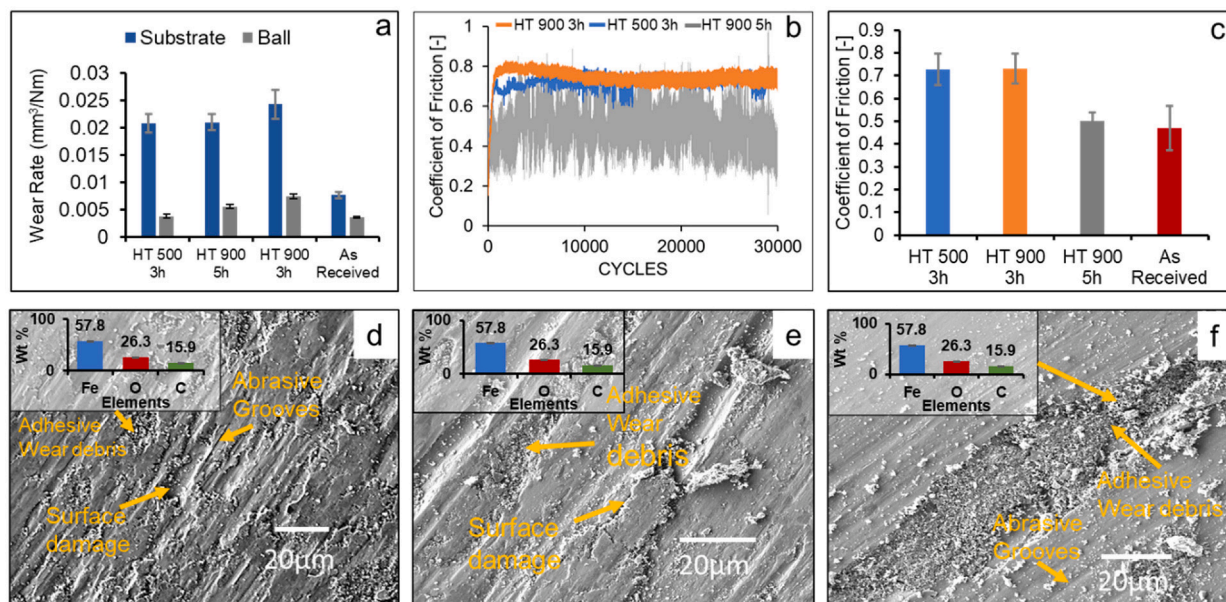 a
Substrate
Ball
Wear Rate (mm³/Nm)
0.03
0.025
0.02
0.015
0.01
0.005
0
HT 500
3h
HT 900
5h
HT 900
3h
As
Received
HT 900 3h
HT 500 3h
HT 900 5h
b
Coefficient of Friction [-]
1
0.8
0.6
0.4
0.2
0
0
10000
20000
30000
CYCLES
c
Coefficient of Friction [-]
0.9
0.8
0.7
0.6
0.5
0.4
0.3
0.2
0.1
0
HT 500
3h
HT 900
3h
HT 900
5h
As
Received
d
Wt %
100
0
57.8
26.3
15.9
Fe
O
C
Elements
Adhesive
Wear debris
Abrasive
Grooves
Surface
damage
20µm
e
Wt %
100
0
57.8
26.3
15.9
Fe
O
C
Elements
Adhesive
Wear
debris
Surface
damage
20µm
f
Wt %
100
0
57.8
26.3
15.9
Fe
O
C
Elements
Adhesive
Wear debris
Abrasive
Grooves
20µm